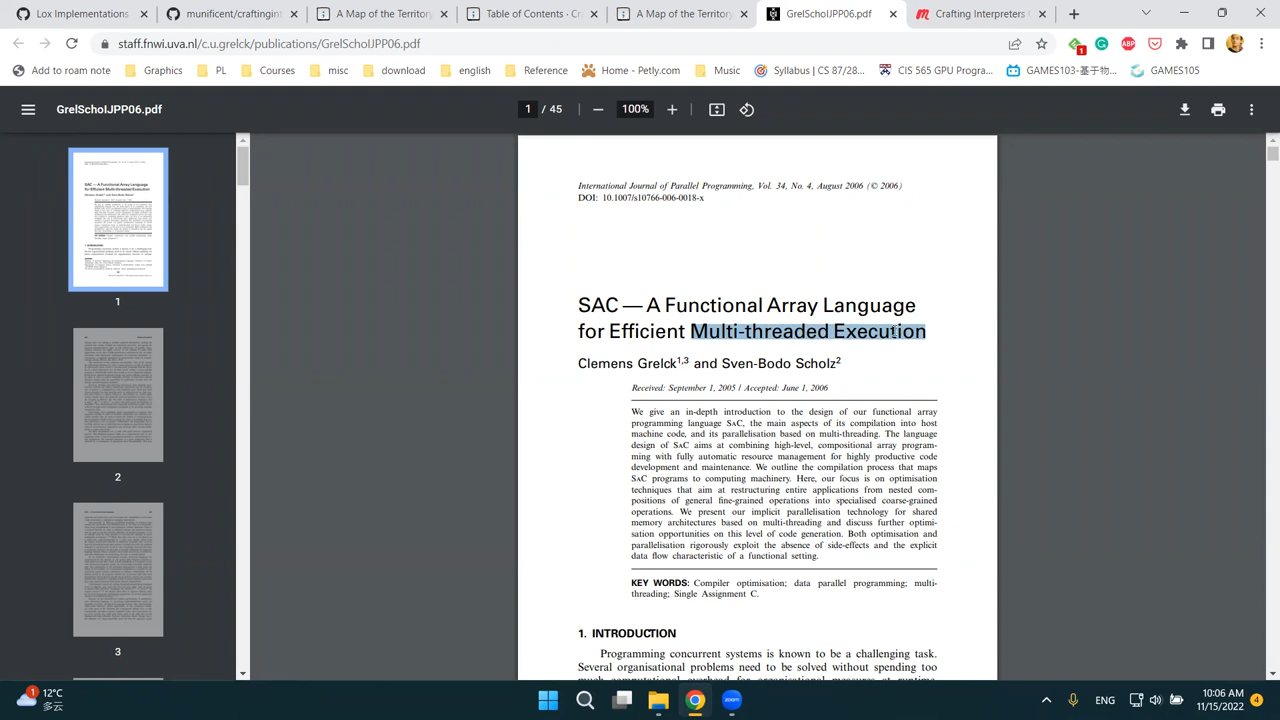 Lox implementations
munificent/craftingint
A Map of the Territory
Table of Contents · Cr
A Map of the Territory
GrelScholJPP06.pdf
Crafting Interpreters
staff.fnwi.uva.nl/c.u.grelck/publications/GrelSchoIJPP06.pdf
1
ABP
Add to roam note
Graphics
PL
Courses
misc
download
english
Reference
Home - Petly.com
Music
Syllabus | CS 87/28...
CIS 565 GPU Progra...
GAMES103-基于物...
GAMES105
GrelSchoIJPP06.pdf
1 / 45
100%
International Journal of Parallel Programming, Vol. 34, No. 4, August 2006 (© 2006)
DOI: 10.1007/s10766-006-0018-x
SAC — A Functional Array Language
for Efficient Multi-threaded Execution
Clemens Grelck1,3 and Sven-Bodo Scholz2
Received: September 1, 2005 / Accepted: June 1, 2006
We give an in-depth introduction to the design of our functional array
programming language SAC, the main aspects of its compilation into host
machine code, and its parallelisation based on multi-threading. The language
design of SAC aims at combining high-level, compositional array program-
ming with fully automatic resource management for highly productive code
development and maintenance. We outline the compilation process that maps
SAC programs to computing machinery. Here, our focus is on optimisation
techniques that aim at restructuring entire applications from nested com-
positions of general fine-grained operations into specialised coarse-grained
operations. We present our implicit parallelisation technology for shared
memory architectures based on multi-threading and discuss further optimi-
sation opportunities on this level of code generation. Both optimisation and
parallelisation rigorously exploit the absence of side-effects and the explicit
data flow characteristic of a functional setting.
KEY WORDS: Compiler optimisation; data parallel programming; multi-
threading; Single Assignment C.
1. INTRODUCTION
Programming concurrent systems is known to be a challenging task.
Several organisational problems need to be solved without spending too
much computational overhead for organisational measures at runtime.
1
2
3
1
12°C
多云
zoom
ENG
10:06 AM
11/15/2022
4